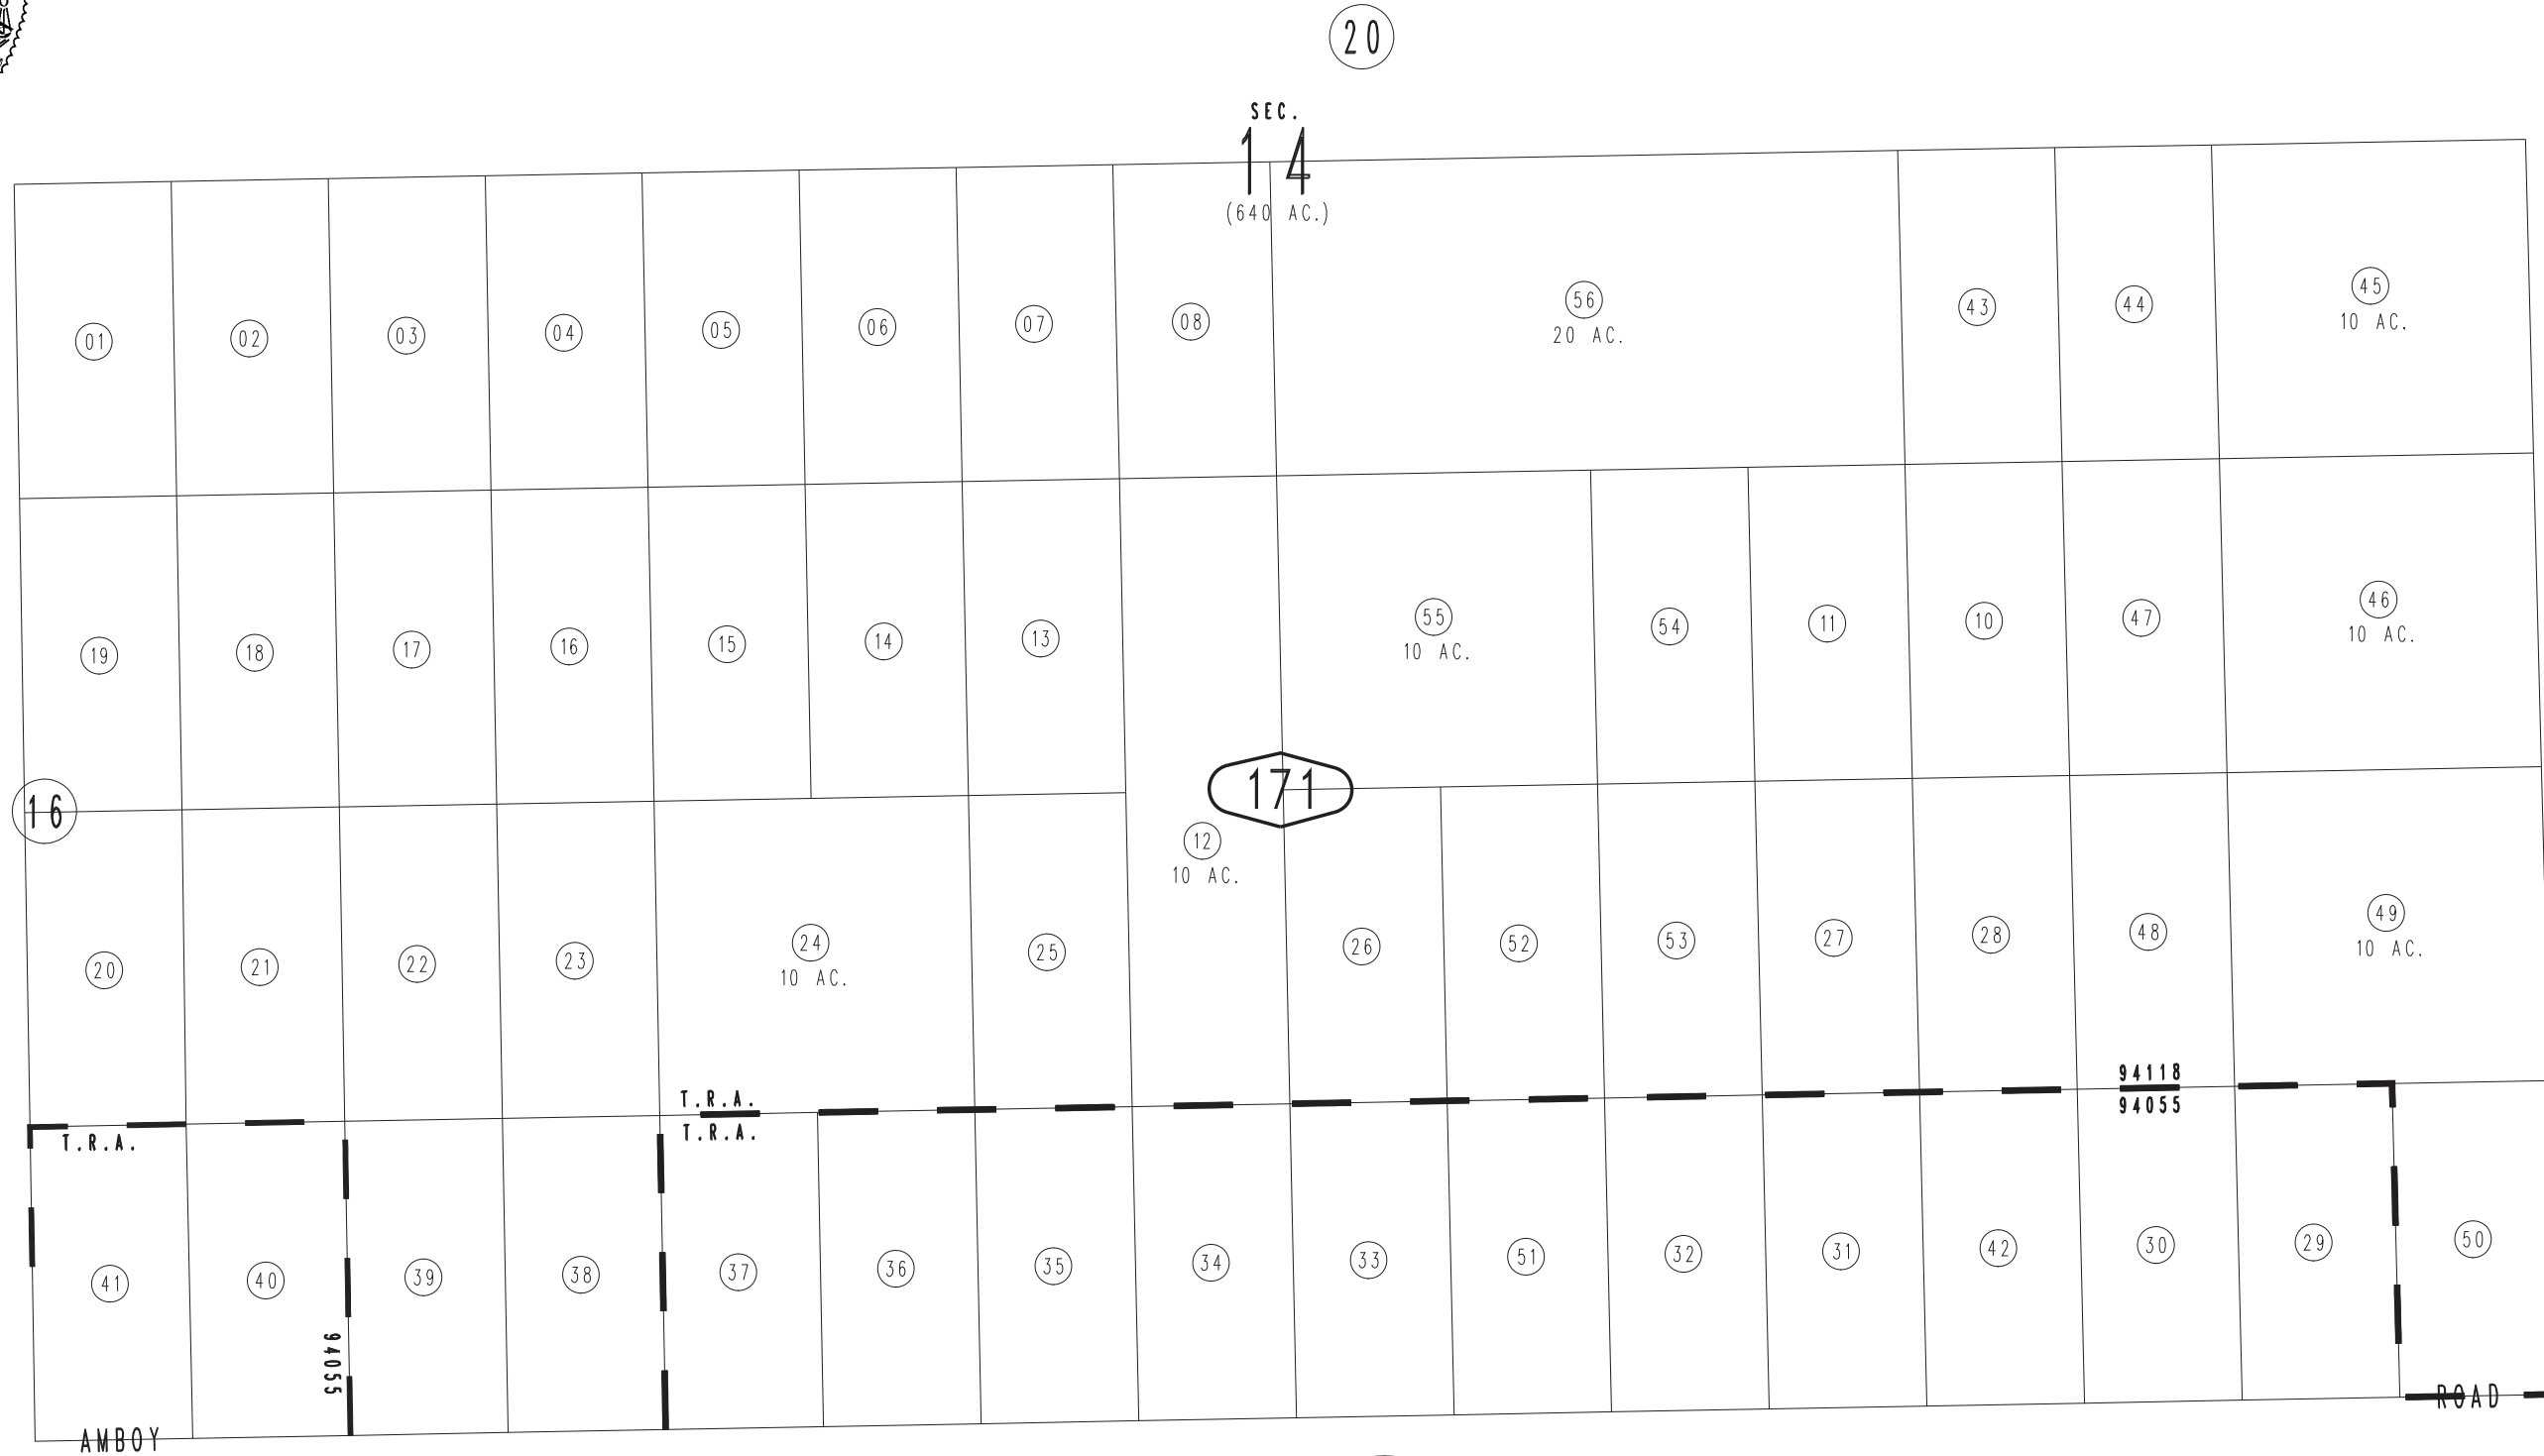 20
SEC.
14
(640 AC.)
01 02 03 04 05 06 07 08 56 43 44 45
20 AC. 10 AC.
19 18 17 16 15 14 13 55 54 11 10 47 46
10 AC. 10 AC.
16 171
12
10 AC.
20 21 22 23 24 25 26 52 53 27 28 48 49
10 AC. 10 AC.
T.R.A. 94118
T.R.A. T.R.A. 94055
41 40 39 38 37 36 35 34 33 51 32 31 42 30 29 50
94055
AMBOY ROAD